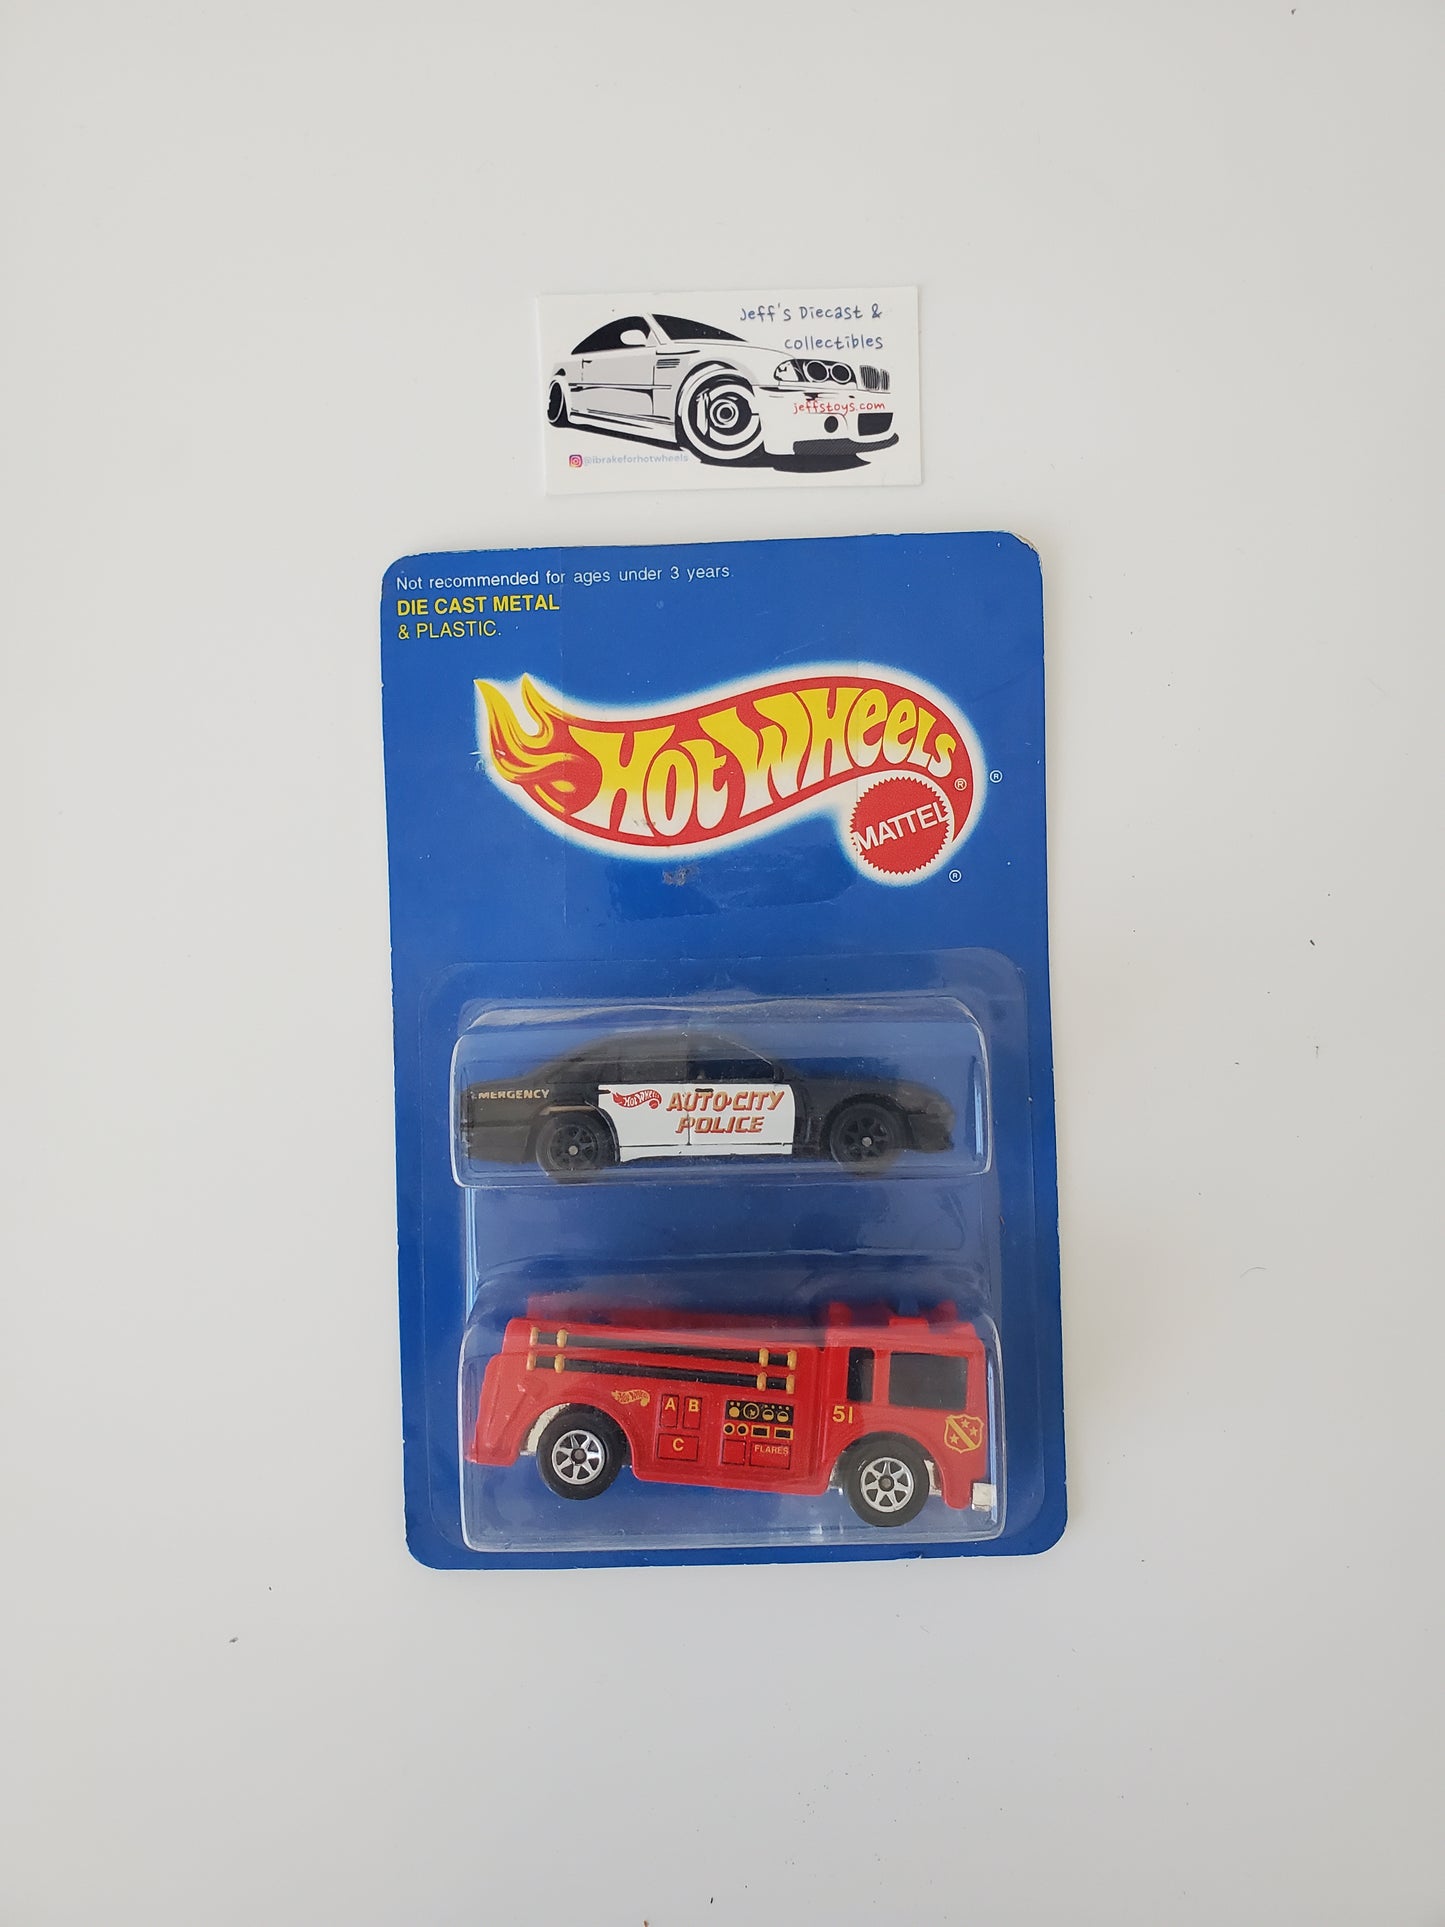 Jeff's Diecast &
collectibles
jeffstoys.com
@ibrakeforhotwheels
Not recommended for ages under 3 years.
DIE CAST METAL
& PLASTIC.
HOT WHEELS ®
®
MATTEL
®
EMERGENCY
HOT WHEELS
AUTO•CITY
POLICE
HOT WHEELS
A B
C
FLARES
51